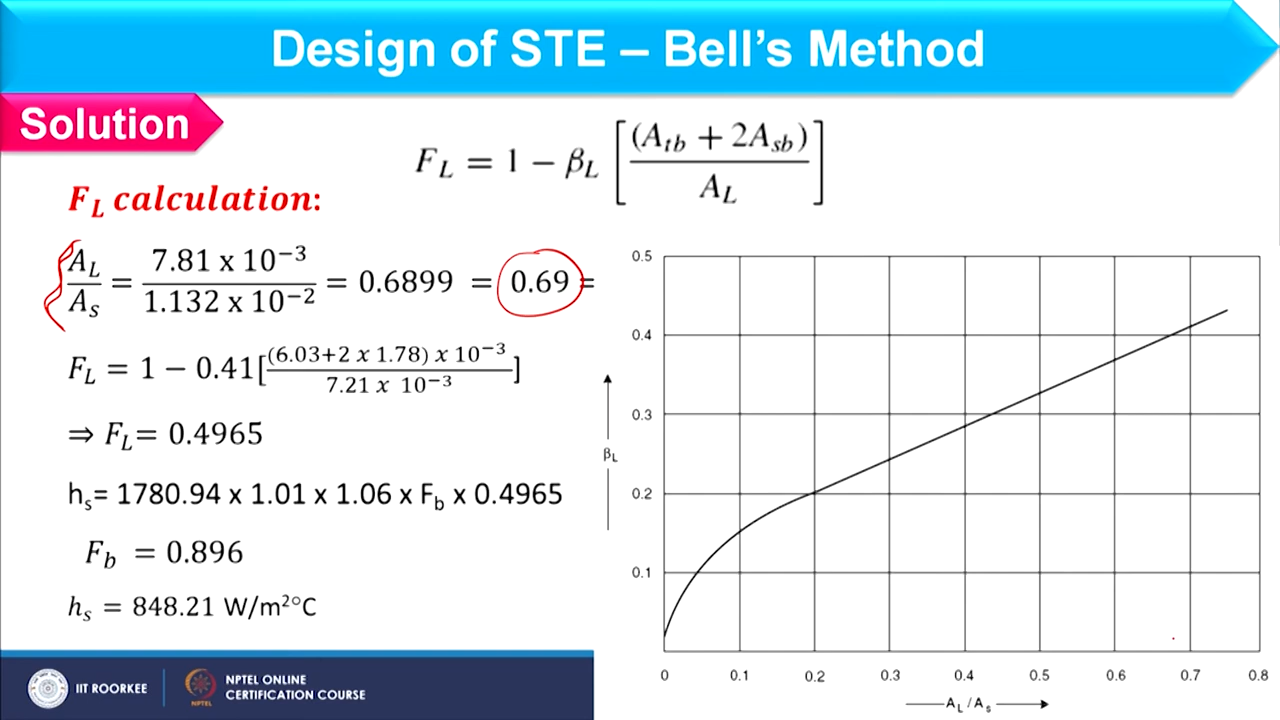 Design of STE – Bell's Method
Solution
F_L = 1 − β_L [(A_tb + 2A_sb) / A_L]
F_L calculation:
A_L / A_s = 7.81 x 10⁻³ / 1.132 x 10⁻² = 0.6899 = 0.69 =
F_L = 1 − 0.41[(6.03+2 x 1.78) x 10⁻³ / 7.21 x 10⁻³]
⇒ F_L = 0.4965
h_s= 1780.94 x 1.01 x 1.06 x F_b x 0.4965
F_b = 0.896
h_s = 848.21 W/m²°C
0.5
0.4
0.3
β_L
0.2
0.1
0 0.1 0.2 0.3 0.4 0.5 0.6 0.7 0.8
A_L / A_s
IIT ROORKEE
NPTEL
NPTEL ONLINE
CERTIFICATION COURSE